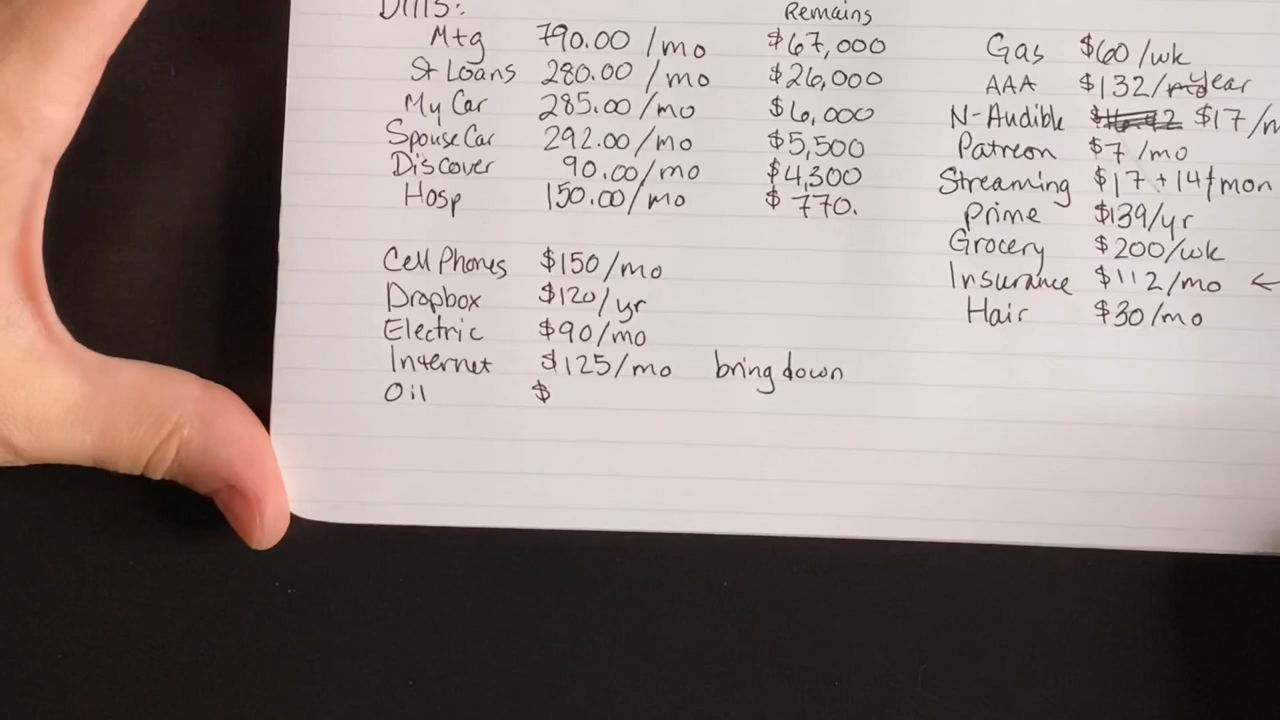 Bills:
Remains
Mtg 790.00 /mo $67,000
St Loans 280.00 /mo $26,000
My Car 285.00/mo $6,000
Spouse Car 292.00/mo $5,500
Discover 90.00/mo $4,300
Hosp 150.00/mo $ 770.
Cell Phones $150/mo
Dropbox $120/yr
Electric $90/mo
Internet $125/mo bring down
Oil $
Gas $60/wk
AAA $132/year
N-Audible $17/m
Patreon $7/mo
Streaming $17 + 14/mon
Prime $139/yr
Grocery $200/wk
Insurance $112/mo ←
Hair $30/mo